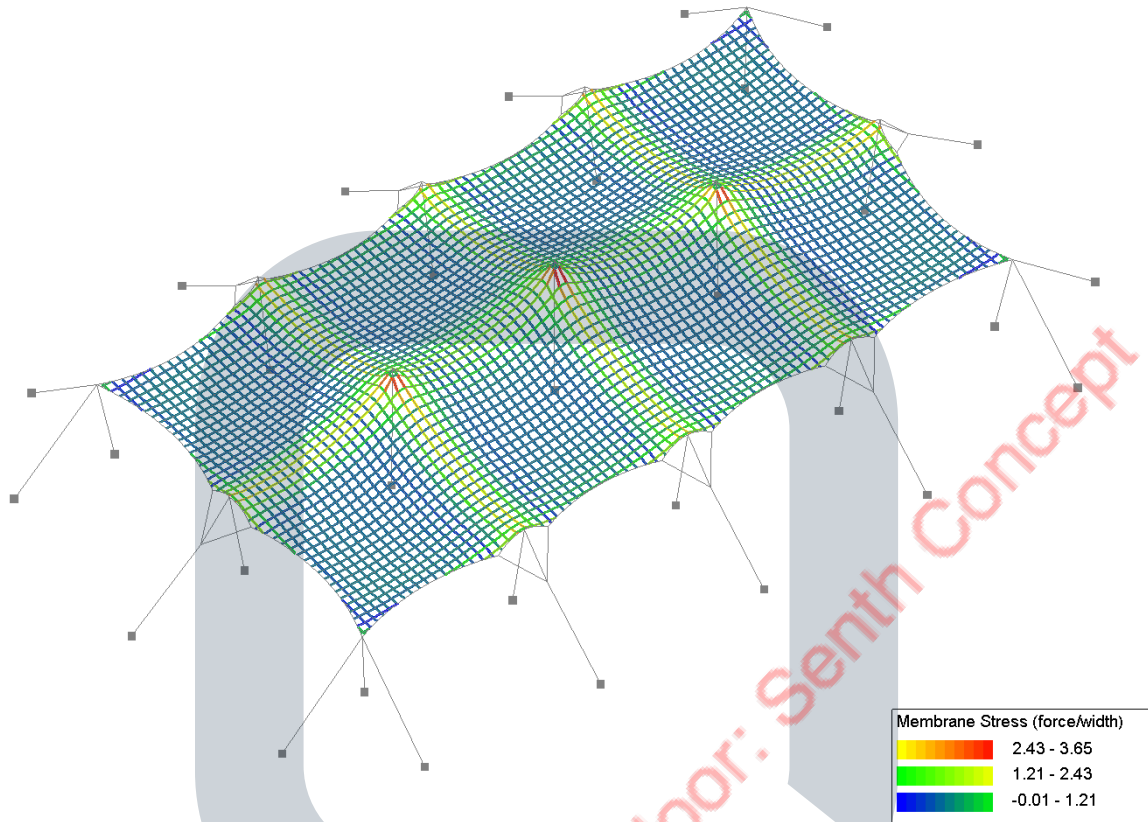 Membrane Stress (force/width)
2.43 - 3.65
1.21 - 2.43
-0.01 - 1.21
Senth Concept